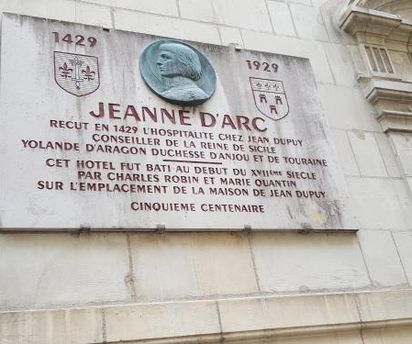 1429 1929
JEANNE D'ARC
RECUT EN 1429 L'HOSPITALITE CHEZ JEAN DUPUY
CONSEILLER DE LA REINE DE SICILE
YOLANDE D'ARAGON DUCHESSE D'ANJOU ET DE TOURAINE
CET HOTEL FUT BATI AU DEBUT DU XVIIEME SIECLE
PAR CHARLES ROBIN ET MARIE QUANTIN
SUR L'EMPLACEMENT DE LA MAISON DE JEAN DUPUY
CINQUIEME CENTENAIRE